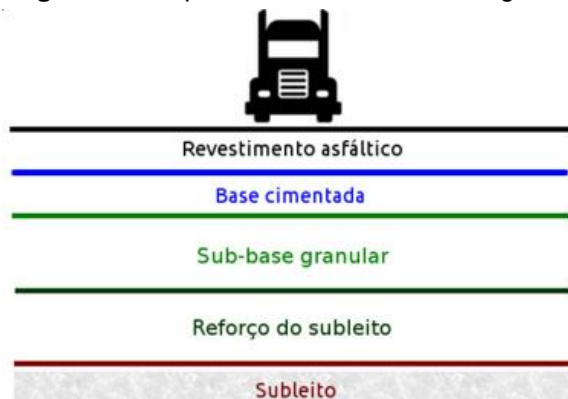 Revestimento asfáltico
Base cimentada
Sub-base granular
Reforço do subleito
Subleito